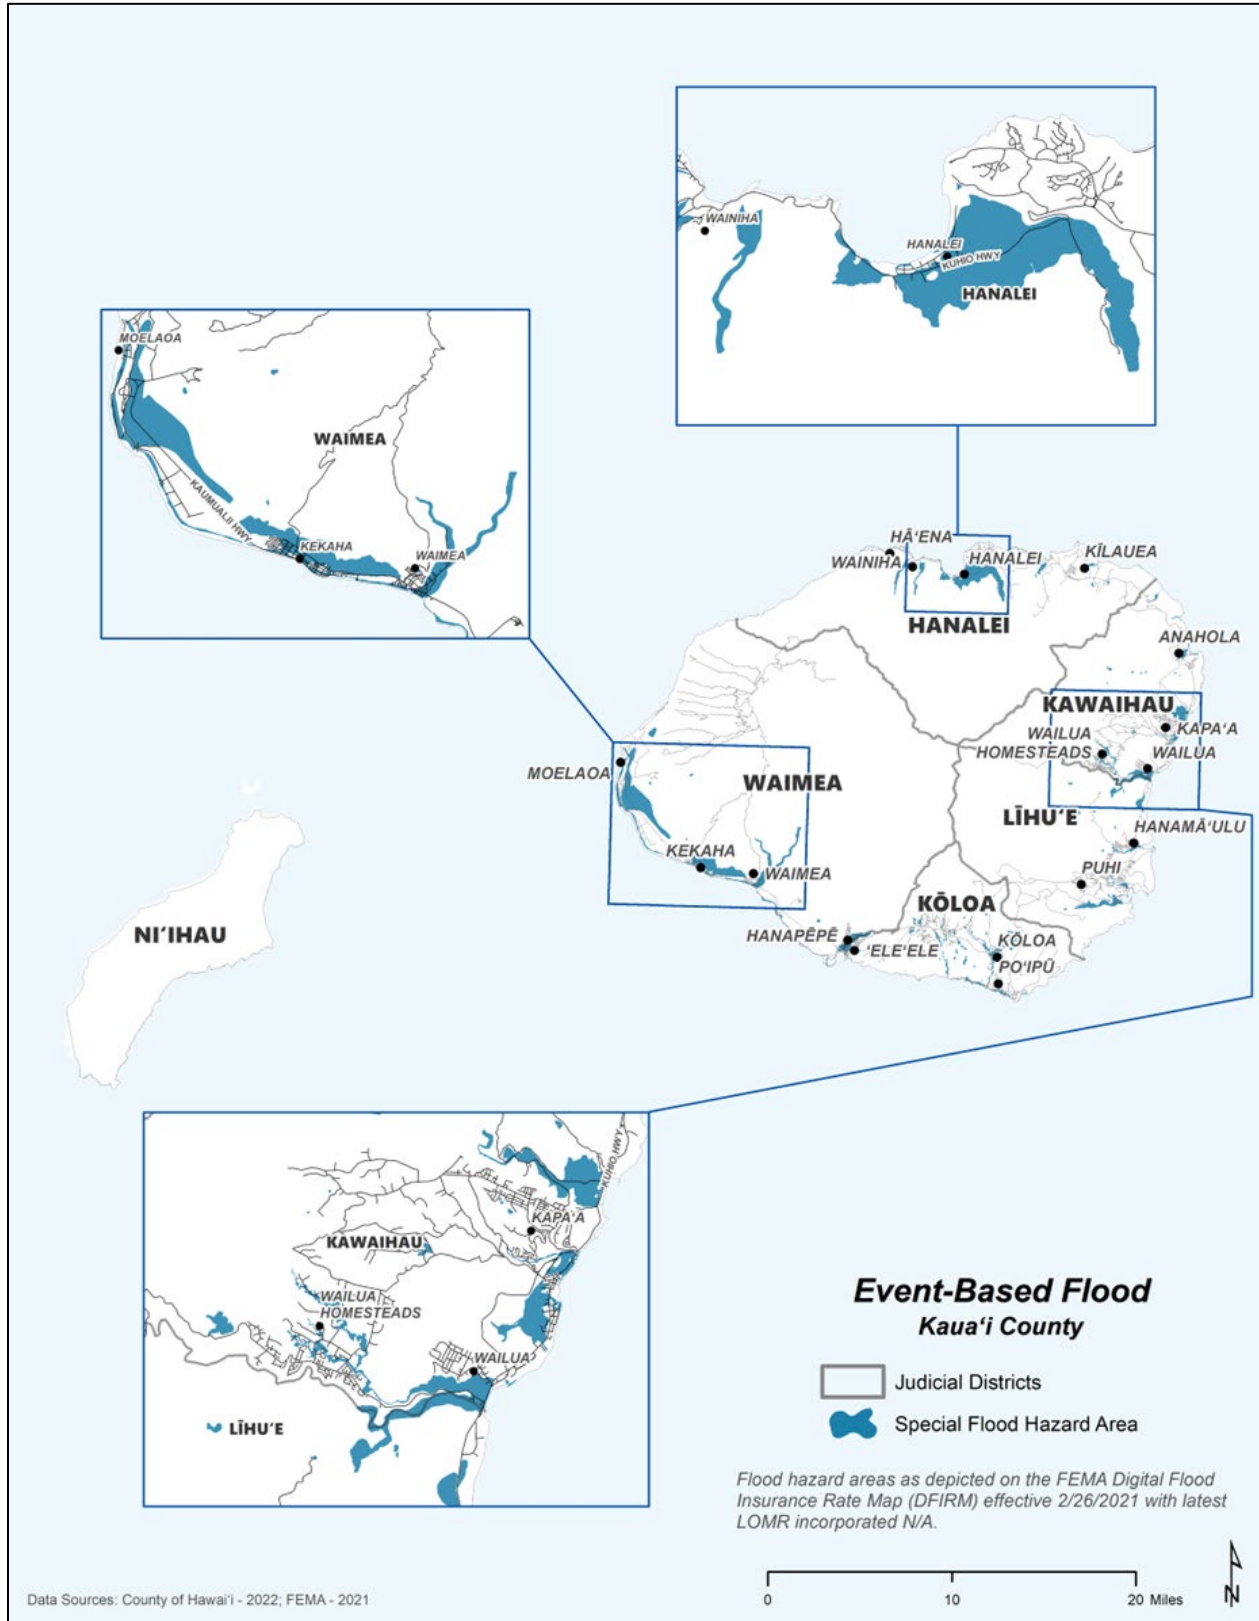 WAINIHA
HANALEI
KUHIO HWY
HANALEI
MOELAOA
WAIMEA
KAUMUALII HWY
KEKAHA
WAIMEA
HĀ‘ENA
WAINIHA
HANALEI
KĪLAUEA
HANALEI
ANAHOLA
KAWAIHAU
KAPA‘A
WAILUA
HOMESTEADS
WAILUA
MOELAOA
WAIMEA
LĪHU‘E
HANAMĀ‘ULU
KEKAHA
WAIMEA
PUHI
KŌLOA
NI‘IHAU
HANAPĒPĒ
‘ELE‘ELE
KŌLOA
PO‘IPŪ
KUHIO HWY
KAPA‘A
KAWAIHAU
WAILUA
HOMESTEADS
WAILUA
LĪHU‘E
Event-Based Flood
Kaua‘i County
Judicial Districts
Special Flood Hazard Area
Flood hazard areas as depicted on the FEMA Digital Flood
Insurance Rate Map (DFIRM) effective 2/26/2021 with latest
LOMR incorporated N/A.
Data Sources: County of Hawai‘i - 2022; FEMA - 2021
0 10 20 Miles
N